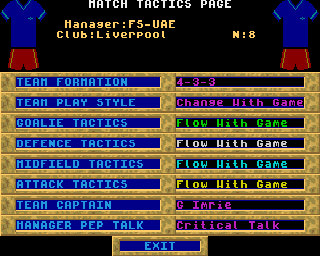 MATCH TACTICS PAGE
Manager:FS-UAE
Club:Liverpool N:8
TEAM FORMATION 4-3-3
TEAM PLAY STYLE Change With Game
GOALIE TACTICS Flow With Game
DEFENCE TACTICS Flow With Game
MIDFIELD TACTICS Flow With Game
ATTACK TACTICS Flow With Game
TEAM CAPTAIN G Imrie
MANAGER PEP TALK Critical Talk
EXIT